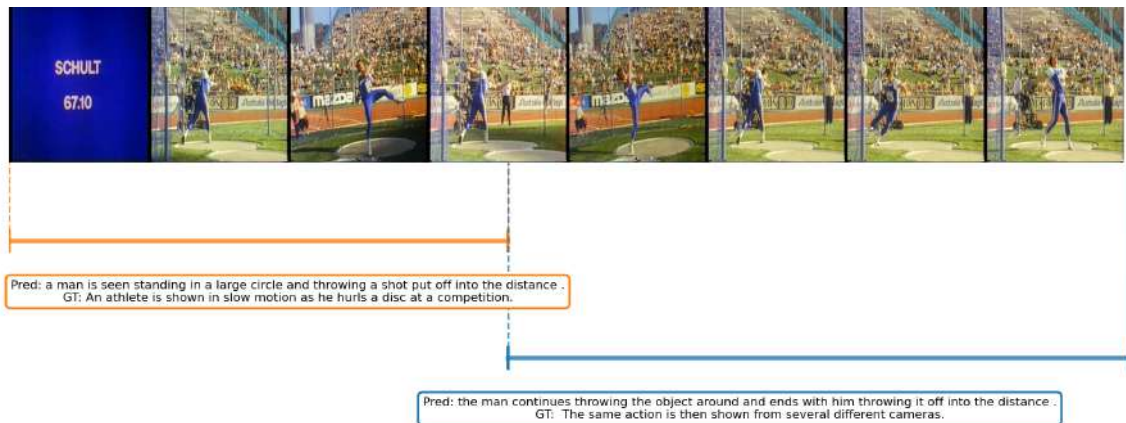 SCHULT
67.10
mazda
mazda
Pred: a man is seen standing in a large circle and throwing a shot put off into the distance .
GT: An athlete is shown in slow motion as he hurls a disc at a competition.
Pred: the man continues throwing the object around and ends with him throwing it off into the distance .
GT: The same action is then shown from several different cameras.